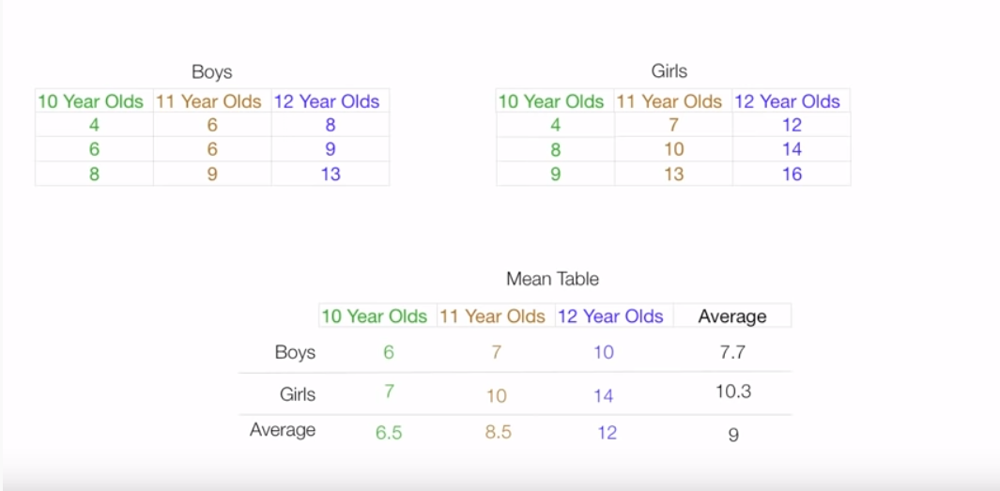 Boys
10 Year Olds 11 Year Olds 12 Year Olds
4 6 8
6 6 9
8 9 13
Girls
10 Year Olds 11 Year Olds 12 Year Olds
4 7 12
8 10 14
9 13 16
Mean Table
10 Year Olds 11 Year Olds 12 Year Olds Average
Boys 6 7 10 7.7
Girls 7 10 14 10.3
Average 6.5 8.5 12 9